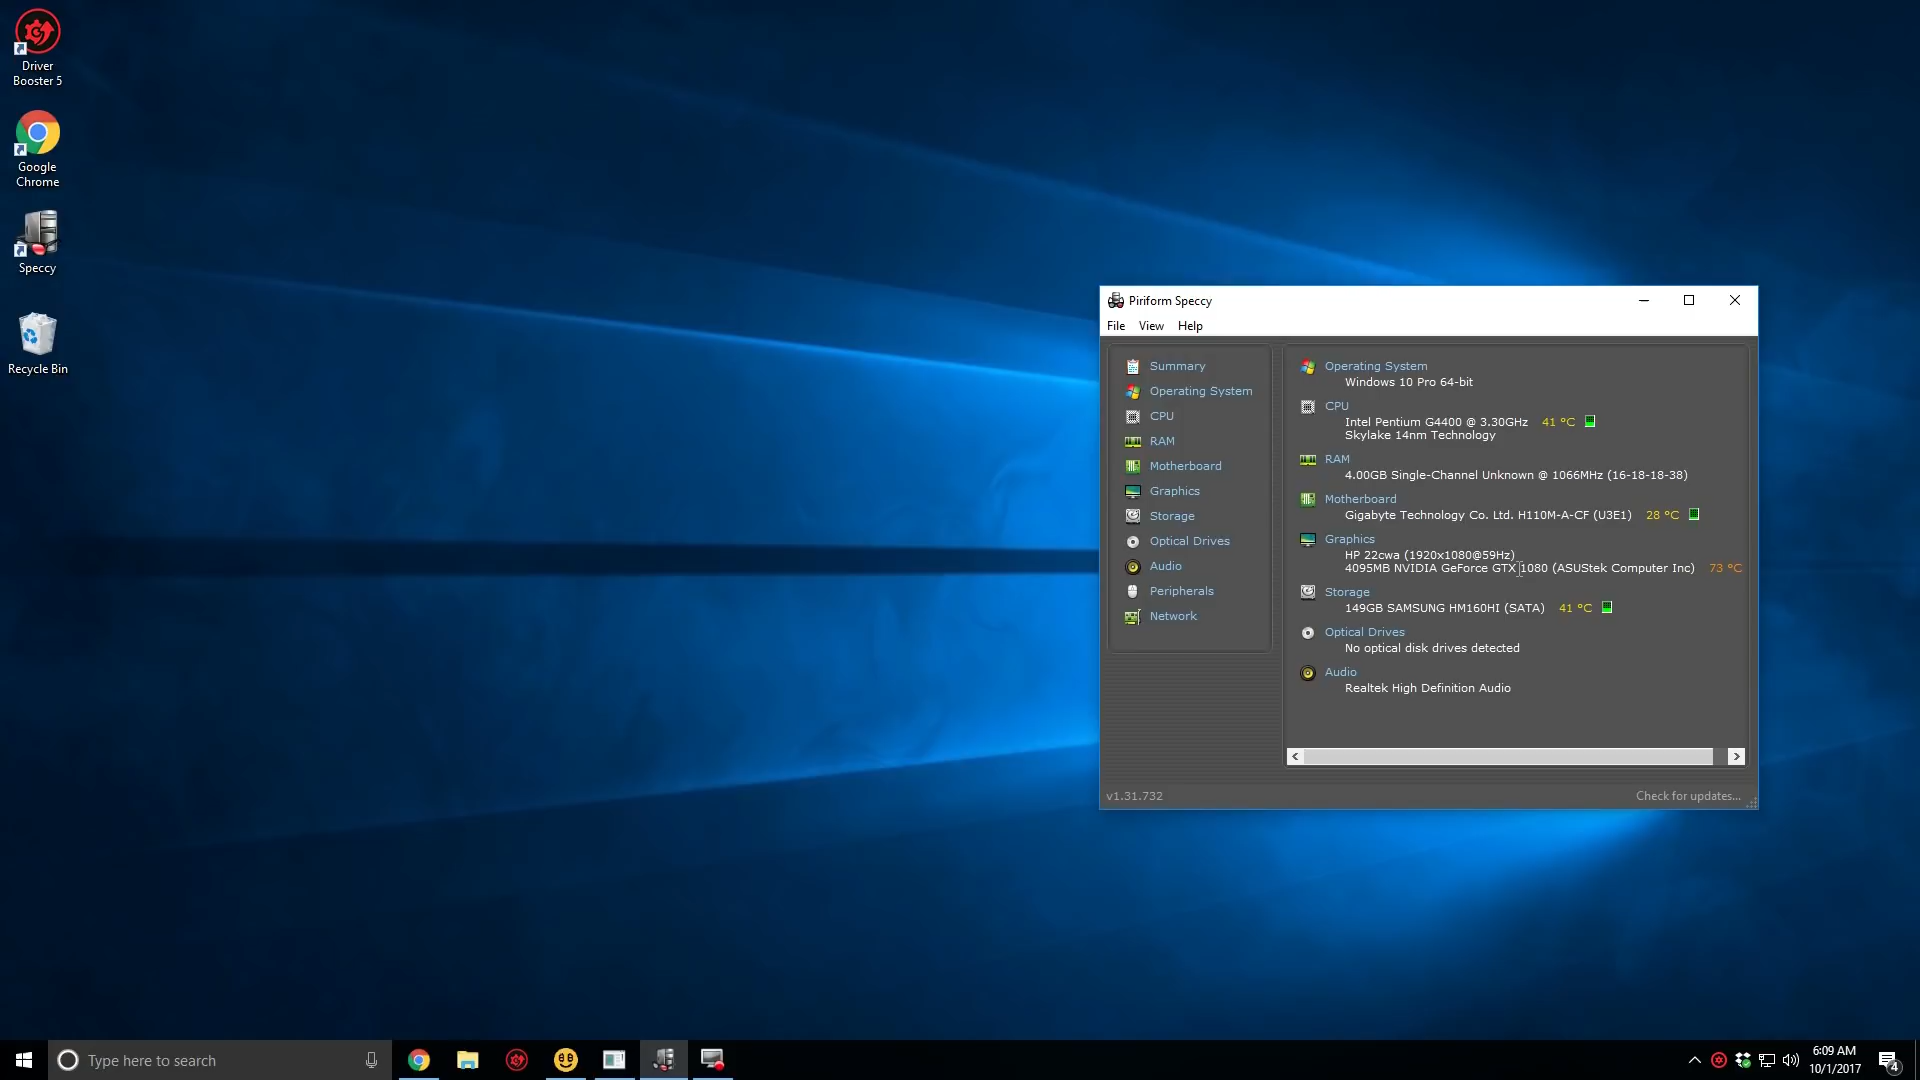 Driver
Booster 5
Google
Chrome
Speccy
Recycle Bin
Piriform Speccy
File View Help
Summary
Operating System
CPU
RAM
Motherboard
Graphics
Storage
Optical Drives
Audio
Peripherals
Network
Operating System
Windows 10 Pro 64-bit
CPU
Intel Pentium G4400 @ 3.30GHz 41 °C
Skylake 14nm Technology
RAM
4.00GB Single-Channel Unknown @ 1066MHz (16-18-18-38)
Motherboard
Gigabyte Technology Co. Ltd. H110M-A-CF (U3E1) 28 °C
Graphics
HP 22cwa (1920x1080@59Hz)
4095MB NVIDIA GeForce GTX 1080 (ASUStek Computer Inc) 73 °C
Storage
149GB SAMSUNG HM160HI (SATA) 41 °C
Optical Drives
No optical disk drives detected
Audio
Realtek High Definition Audio
v1.31.732
Check for updates...
Type here to search
6:09 AM
10/1/2017
4